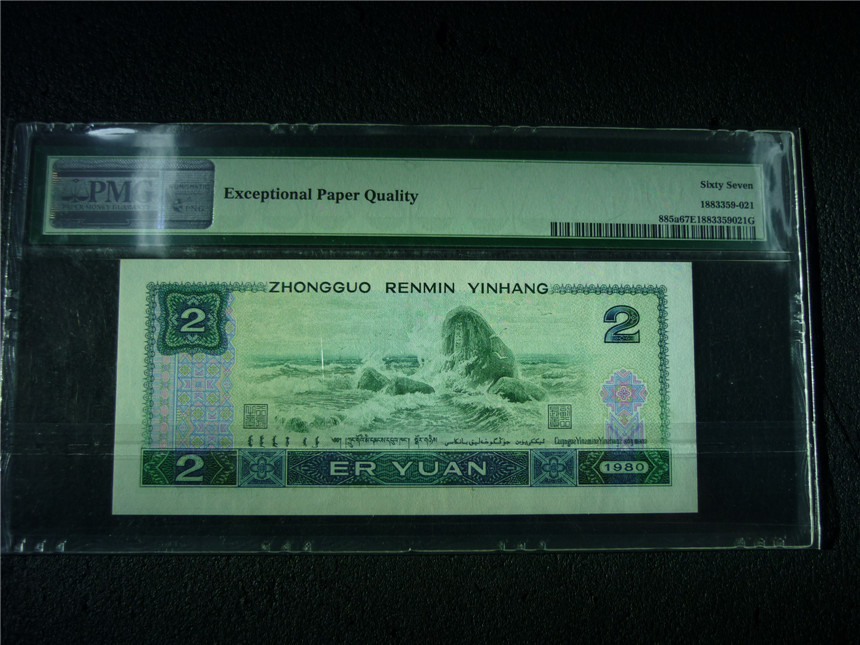 PMG
Exceptional Paper Quality
Sixty Seven
1883359-021
885a67E1883359021G
ZHONGGUO RENMIN YINHANG
2
2
2
ER YUAN
1980